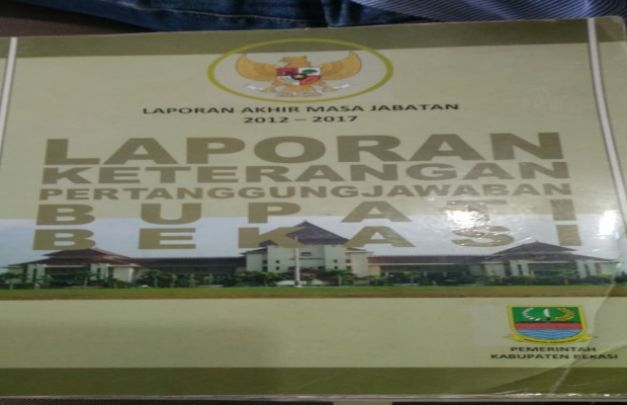 LAPORAN AKHIR MASA JABATAN
2012 – 2017
LAPORAN
KETERANGAN
PERTANGGUNGJAWABAN
BUPATI
BEKASI
PEMERINTAH
KABUPATEN BEKASI